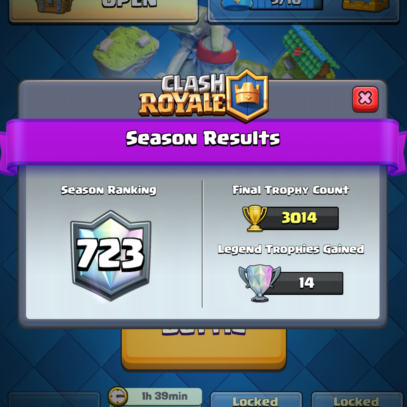 OPEN
CLASH
ROYALE
Season Results
Season Ranking
723
Final Trophy Count
3014
Legend Trophies Gained
14
1h 39min
Locked
Locked